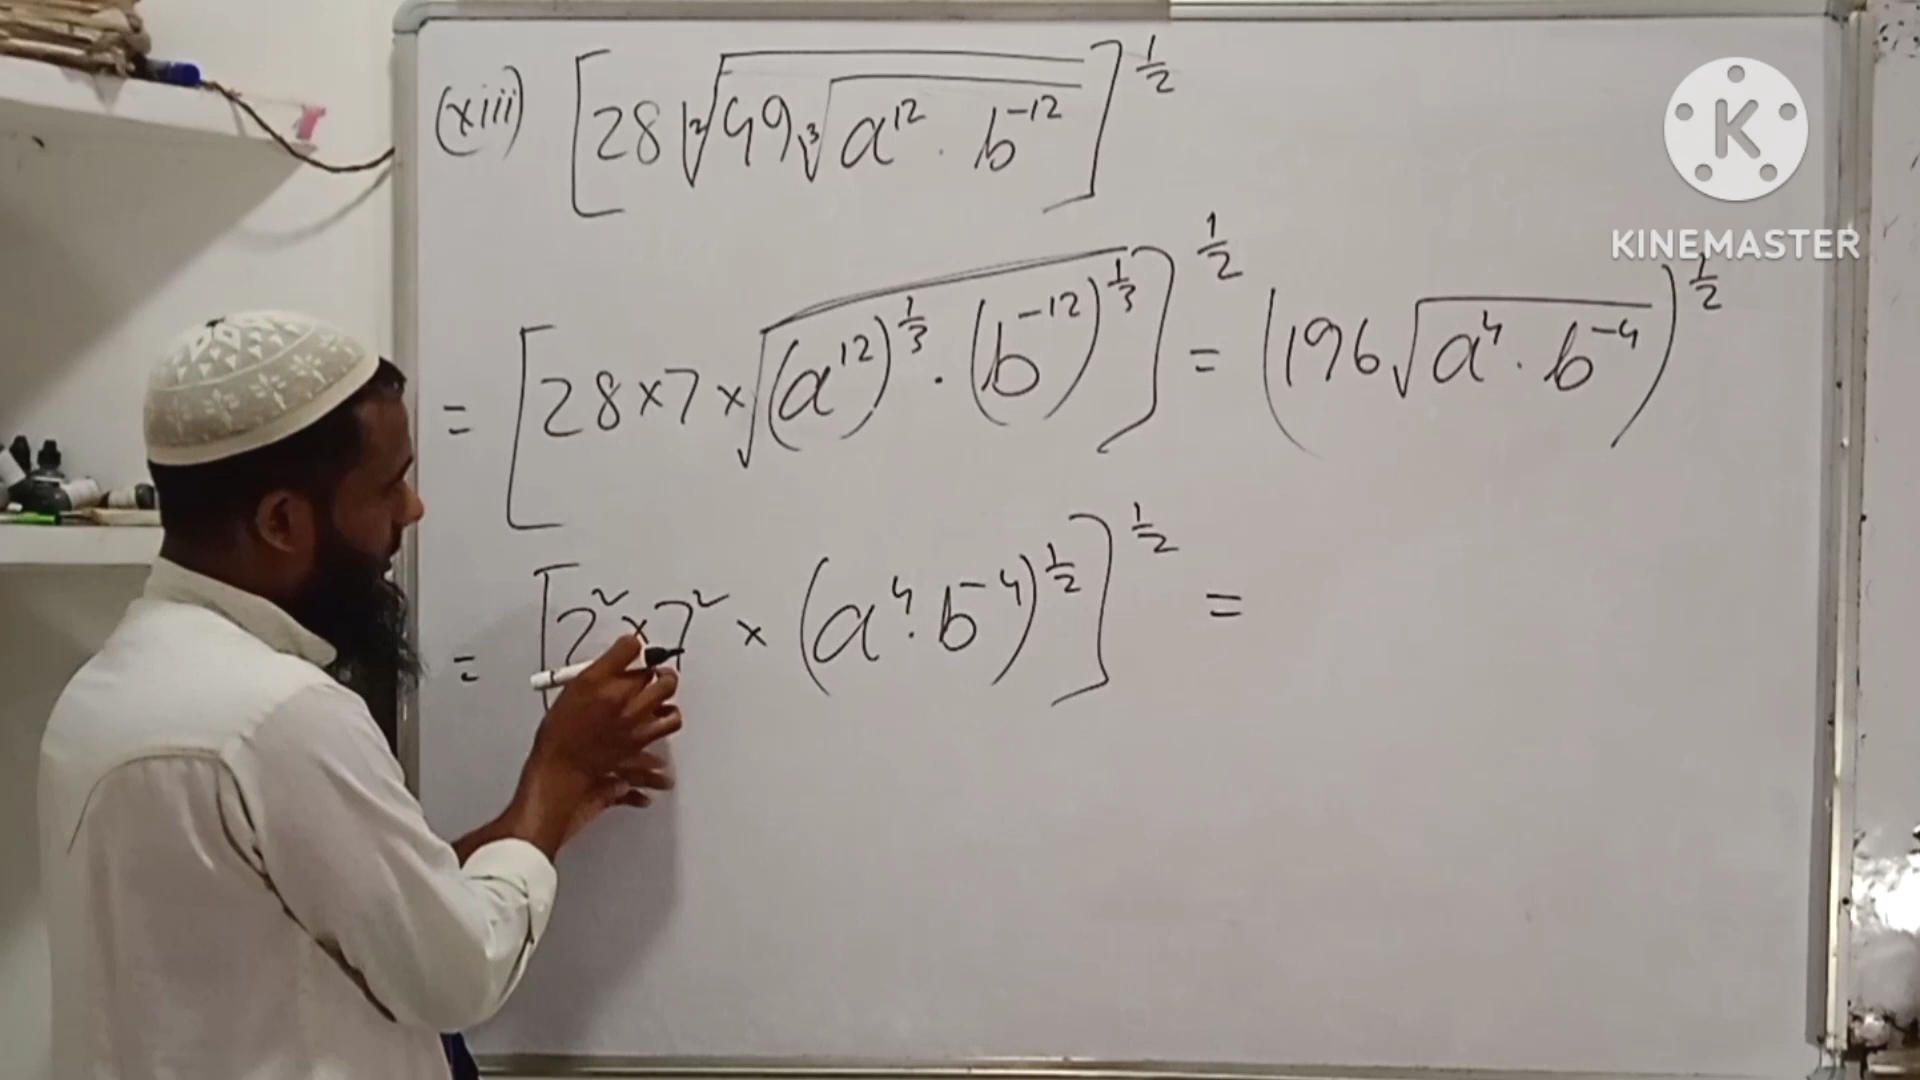 (xiii) [28 ²√(49 ³√(a¹² . b⁻¹²))]^(1/2)
= [28×7×√((a¹²)^(1/3) . (b⁻¹²)^(1/3))]^(1/2) = (196√(a⁴ . b⁻⁴))^(1/2)
= [2²×7² × (a⁴ . b⁻⁴)^(1/2)]^(1/2) =
K
KINEMASTER